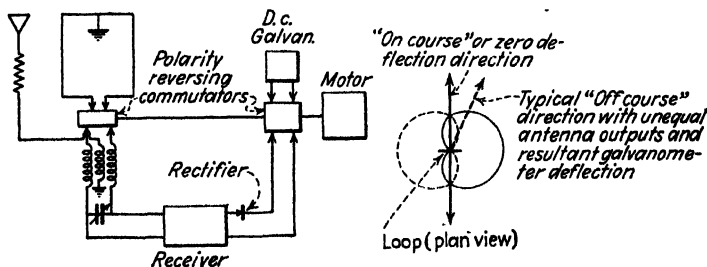 D.c.
Galvan.
Polarity
reversing
commutators
Motor
Rectifier
Receiver
"On course" or zero de-
flection direction
Typical "Off course"
direction with unequal
antenna outputs and
resultant galvanome-
ter deflection
Loop (plan view)